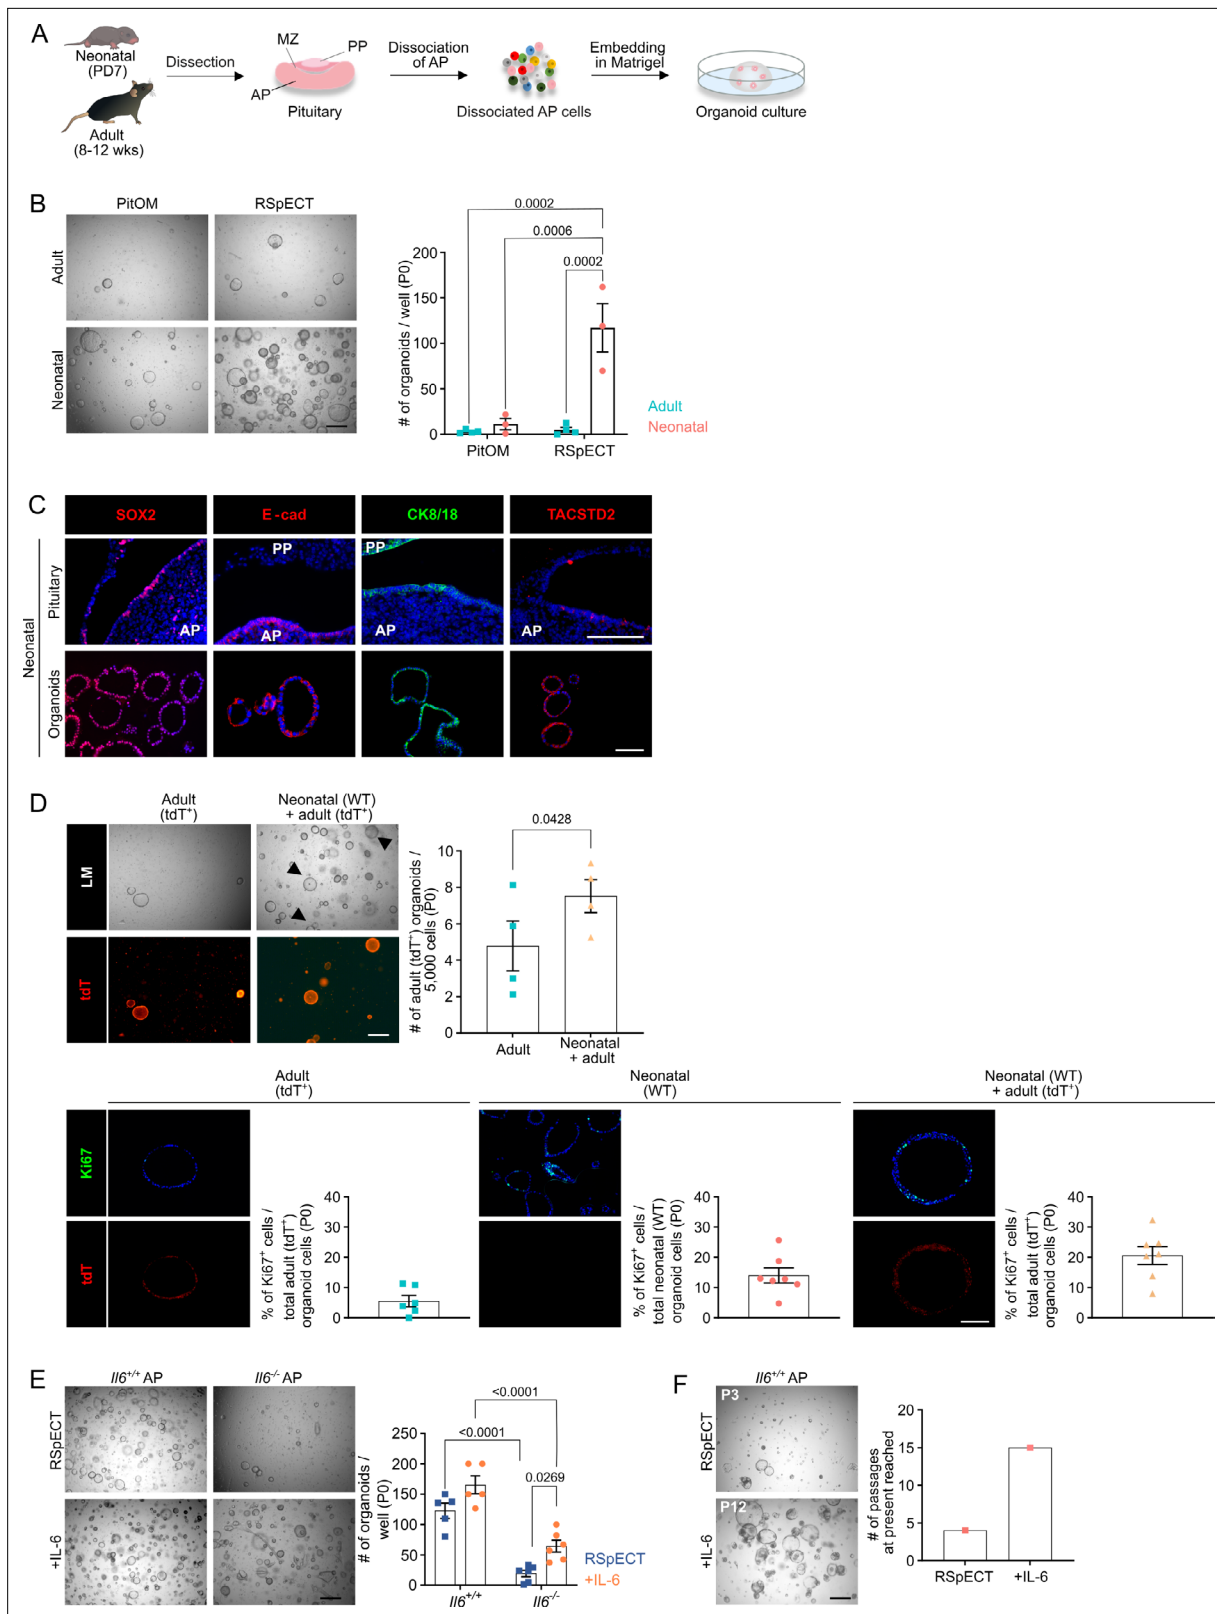 A
Neonatal
(PD7)
Adult
(8-12 wks)
Dissection
MZ
PP
AP
Pituitary
Dissociation
of AP
Dissociated AP cells
Embedding
in Matrigel
Organoid culture
B
PitOM
RSpECT
Adult
Neonatal
# of organoids / well (P0)
200
150
100
50
0
0.0002
0.0006
0.0002
PitOM
RSpECT
Adult
Neonatal
C
SOX2
E-cad
CK8/18
TACSTD2
Neonatal
Pituitary
Organoids
AP
PP
AP
PP
AP
AP
D
Adult
(tdT+)
Neonatal (WT)
+ adult (tdT+)
LM
tdT
# of adult (tdT+) organoids /
5,000 cells (P0)
10
8
6
4
2
0
0.0428
Adult
Neonatal
+ adult
Adult
(tdT+)
Neonatal
(WT)
Neonatal (WT)
+ adult (tdT+)
Ki67
tdT
% of Ki67+ cells /
total adult (tdT+)
organoid cells (P0)
40
30
20
10
0
% of Ki67+ cells /
total neonatal (WT)
organoid cells (P0)
40
30
20
10
0
% of Ki67+ cells /
total adult (tdT+)
organoid cells (P0)
40
30
20
10
0
E
Il6+/+ AP
Il6-/- AP
RSpECT
+IL-6
# of organoids /
well (P0)
250
200
150
100
50
0
<0.0001
<0.0001
0.0269
Il6+/+
Il6-/-
RSpECT
+IL-6
F
Il6+/+ AP
P3
P12
RSpECT
+IL-6
# of passages
at present reached
20
15
10
5
0
RSpECT
+IL-6